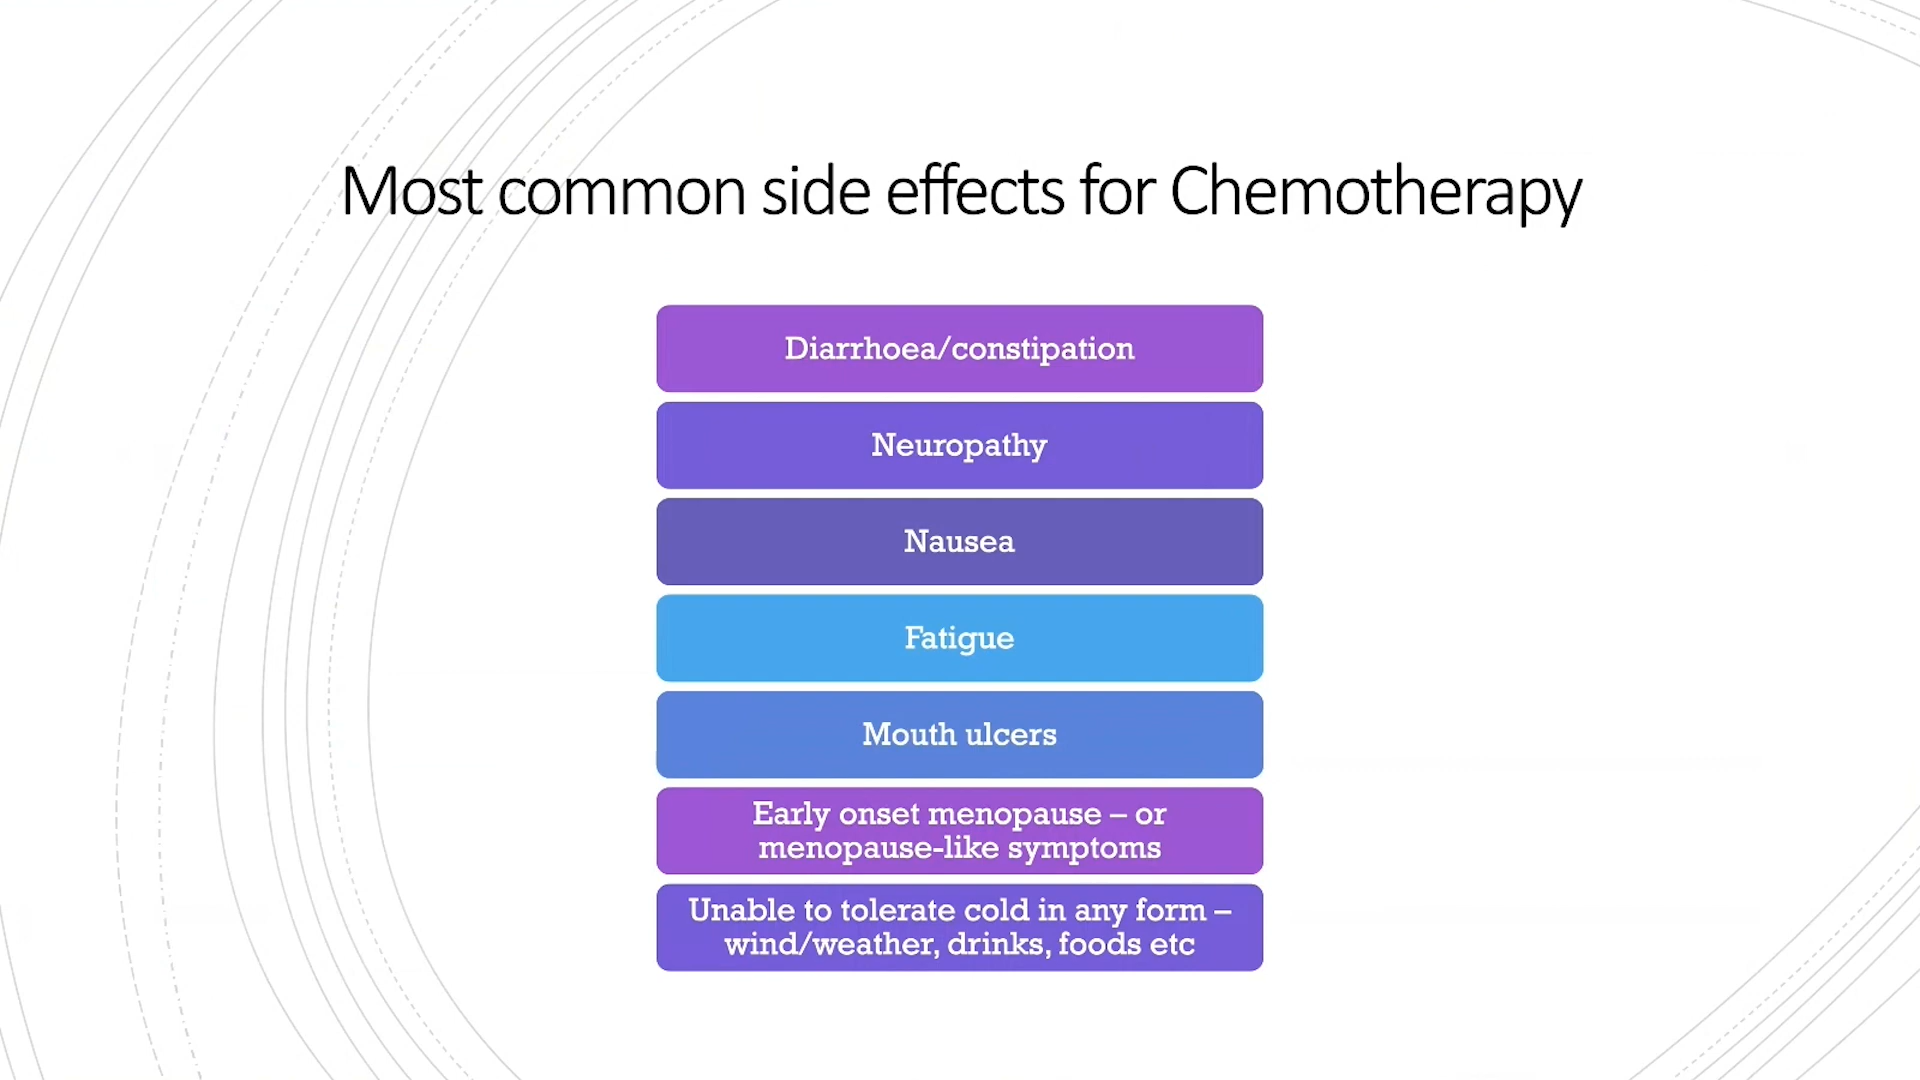 Most common side effects for Chemotherapy
Diarrhoea/constipation
Neuropathy
Nausea
Fatigue
Mouth ulcers
Early onset menopause – or
menopause-like symptoms
Unable to tolerate cold in any form –
wind/weather, drinks, foods etc